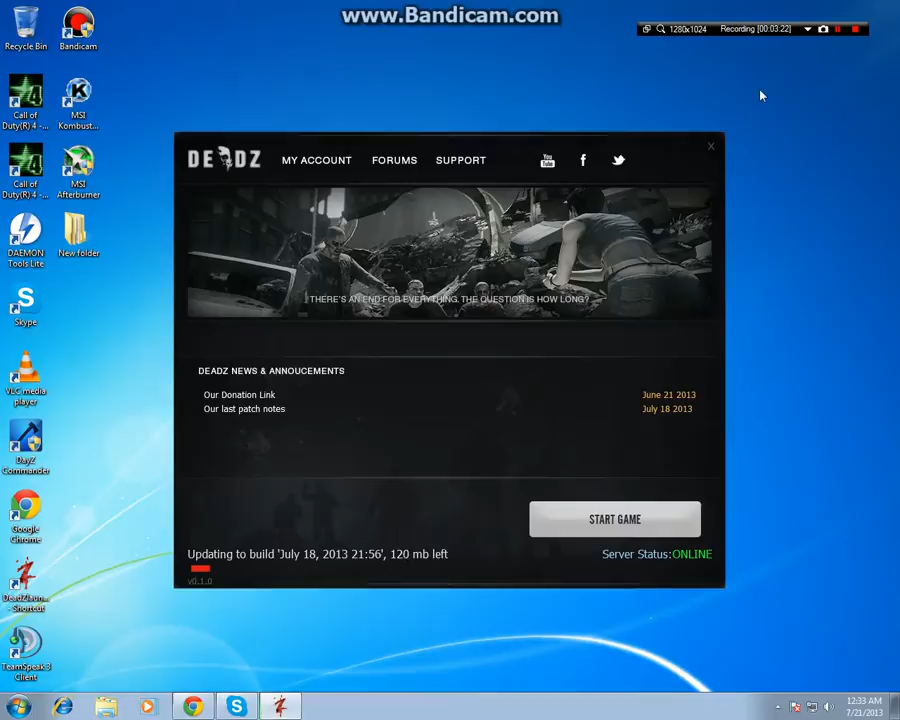 www.Bandicam.com
1280x1024 Recording [00:03:22]
Recycle Bin
Bandicam
Call of Duty(R) 4 -...
MSI Kombust...
Call of Duty(R) 4 -...
MSI Afterburner
DAEMON Tools Lite
New folder
Skype
VLC media player
DayZ Commander
Google Chrome
DeadZlaun... - Shortcut
TeamSpeak 3 Client
DEADZ MY ACCOUNT FORUMS SUPPORT You Tube f X
THERE'S AN END FOR EVERYTHING, THE QUESTION IS HOW LONG?
DEADZ NEWS & ANNOUCEMENTS
Our Donation Link June 21 2013
Our last patch notes July 18 2013
START GAME
Updating to build 'July 18, 2013 21:56', 120 mb left Server Status:ONLINE
v0.1.0
12:33 AM
7/21/2013